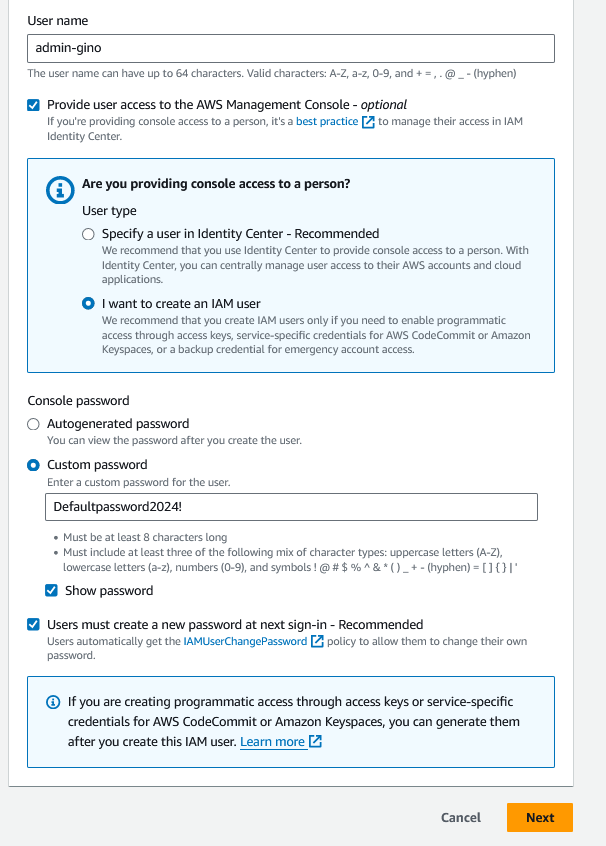 User name
admin-gino
The user name can have up to 64 characters. Valid characters: A-Z, a-z, 0-9, and + = , . @ _ - (hyphen)
Provide user access to the AWS Management Console - optional
If you're providing console access to a person, it's a best practice to manage their access in IAM
Identity Center.
Are you providing console access to a person?
User type
Specify a user in Identity Center - Recommended
We recommend that you use Identity Center to provide console access to a person. With
Identity Center, you can centrally manage user access to their AWS accounts and cloud
applications.
I want to create an IAM user
We recommend that you create IAM users only if you need to enable programmatic
access through access keys, service-specific credentials for AWS CodeCommit or Amazon
Keyspaces, or a backup credential for emergency account access.
Console password
Autogenerated password
You can view the password after you create the user.
Custom password
Enter a custom password for the user.
Defaultpassword2024!
• Must be at least 8 characters long
• Must include at least three of the following mix of character types: uppercase letters (A-Z),
lowercase letters (a-z), numbers (0-9), and symbols ! @ # $ % ^ & * ( ) _ + - (hyphen) = [ ] { } | '
Show password
Users must create a new password at next sign-in - Recommended
Users automatically get the IAMUserChangePassword policy to allow them to change their own
password.
If you are creating programmatic access through access keys or service-specific
credentials for AWS CodeCommit or Amazon Keyspaces, you can generate them
after you create this IAM user. Learn more
Cancel
Next